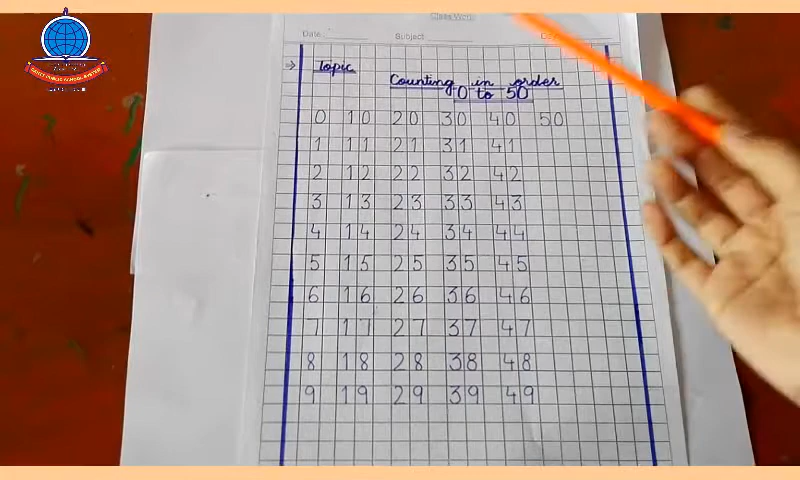 Class Work
Date
Subject
Day
Topic
Counting in order
0 to 50
0 10 20 30 40 50
1 11 21 31 41
2 12 22 32 42
3 13 23 33 43
4 14 24 34 44
5 15 25 35 45
6 16 26 36 46
7 17 27 37 47
8 18 28 38 48
9 19 29 39 49